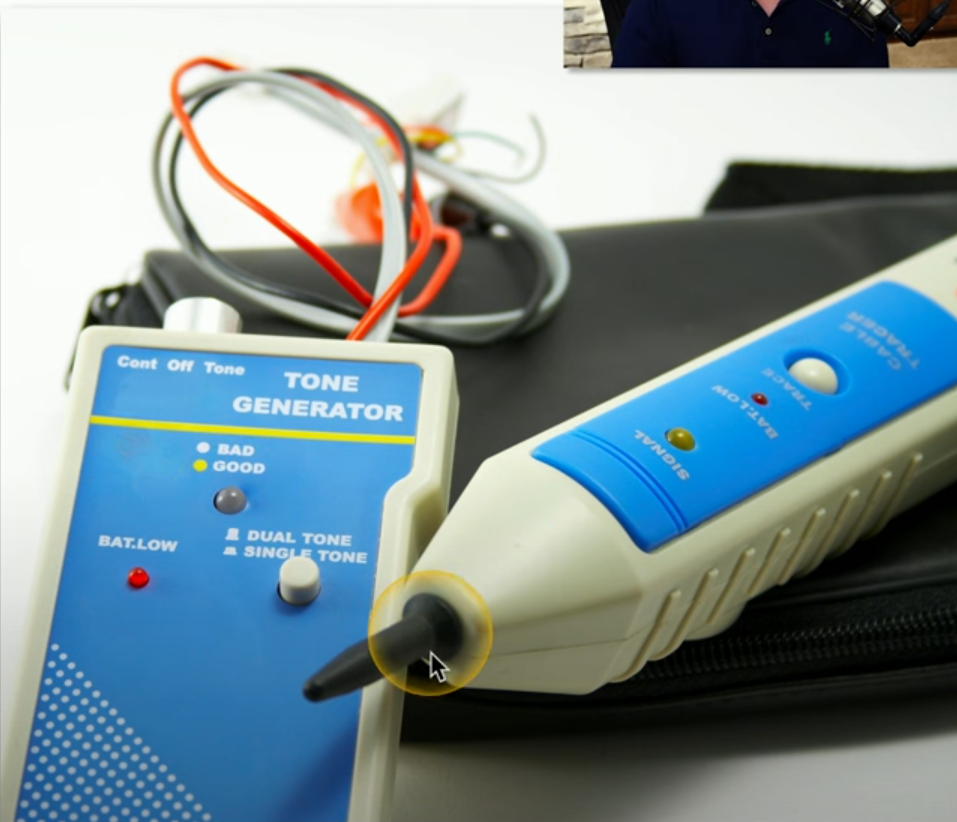 Cont Off Tone
TONE
GENERATOR
BAD
GOOD
DUAL TONE
SINGLE TONE
BAT.LOW
CABLE
TRACER
TRACE
BAT.LOW
SIGNAL